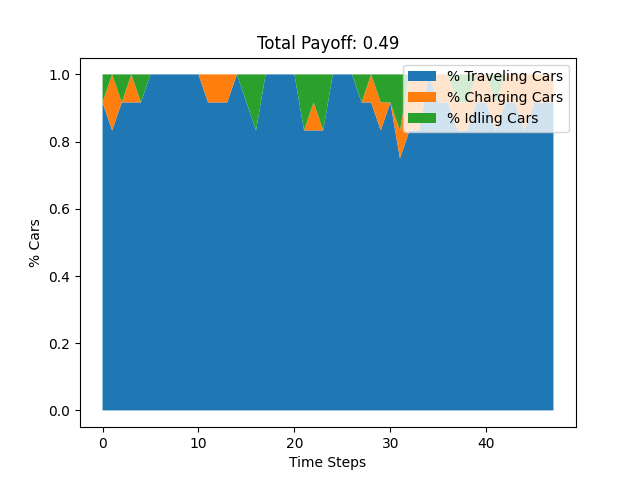 Total Payoff: 0.49
1.0
0.8
0.6
0.4
0.2
0.0
% Cars
% Traveling Cars
% Charging Cars
% Idling Cars
0 10 20 30 40
Time Steps